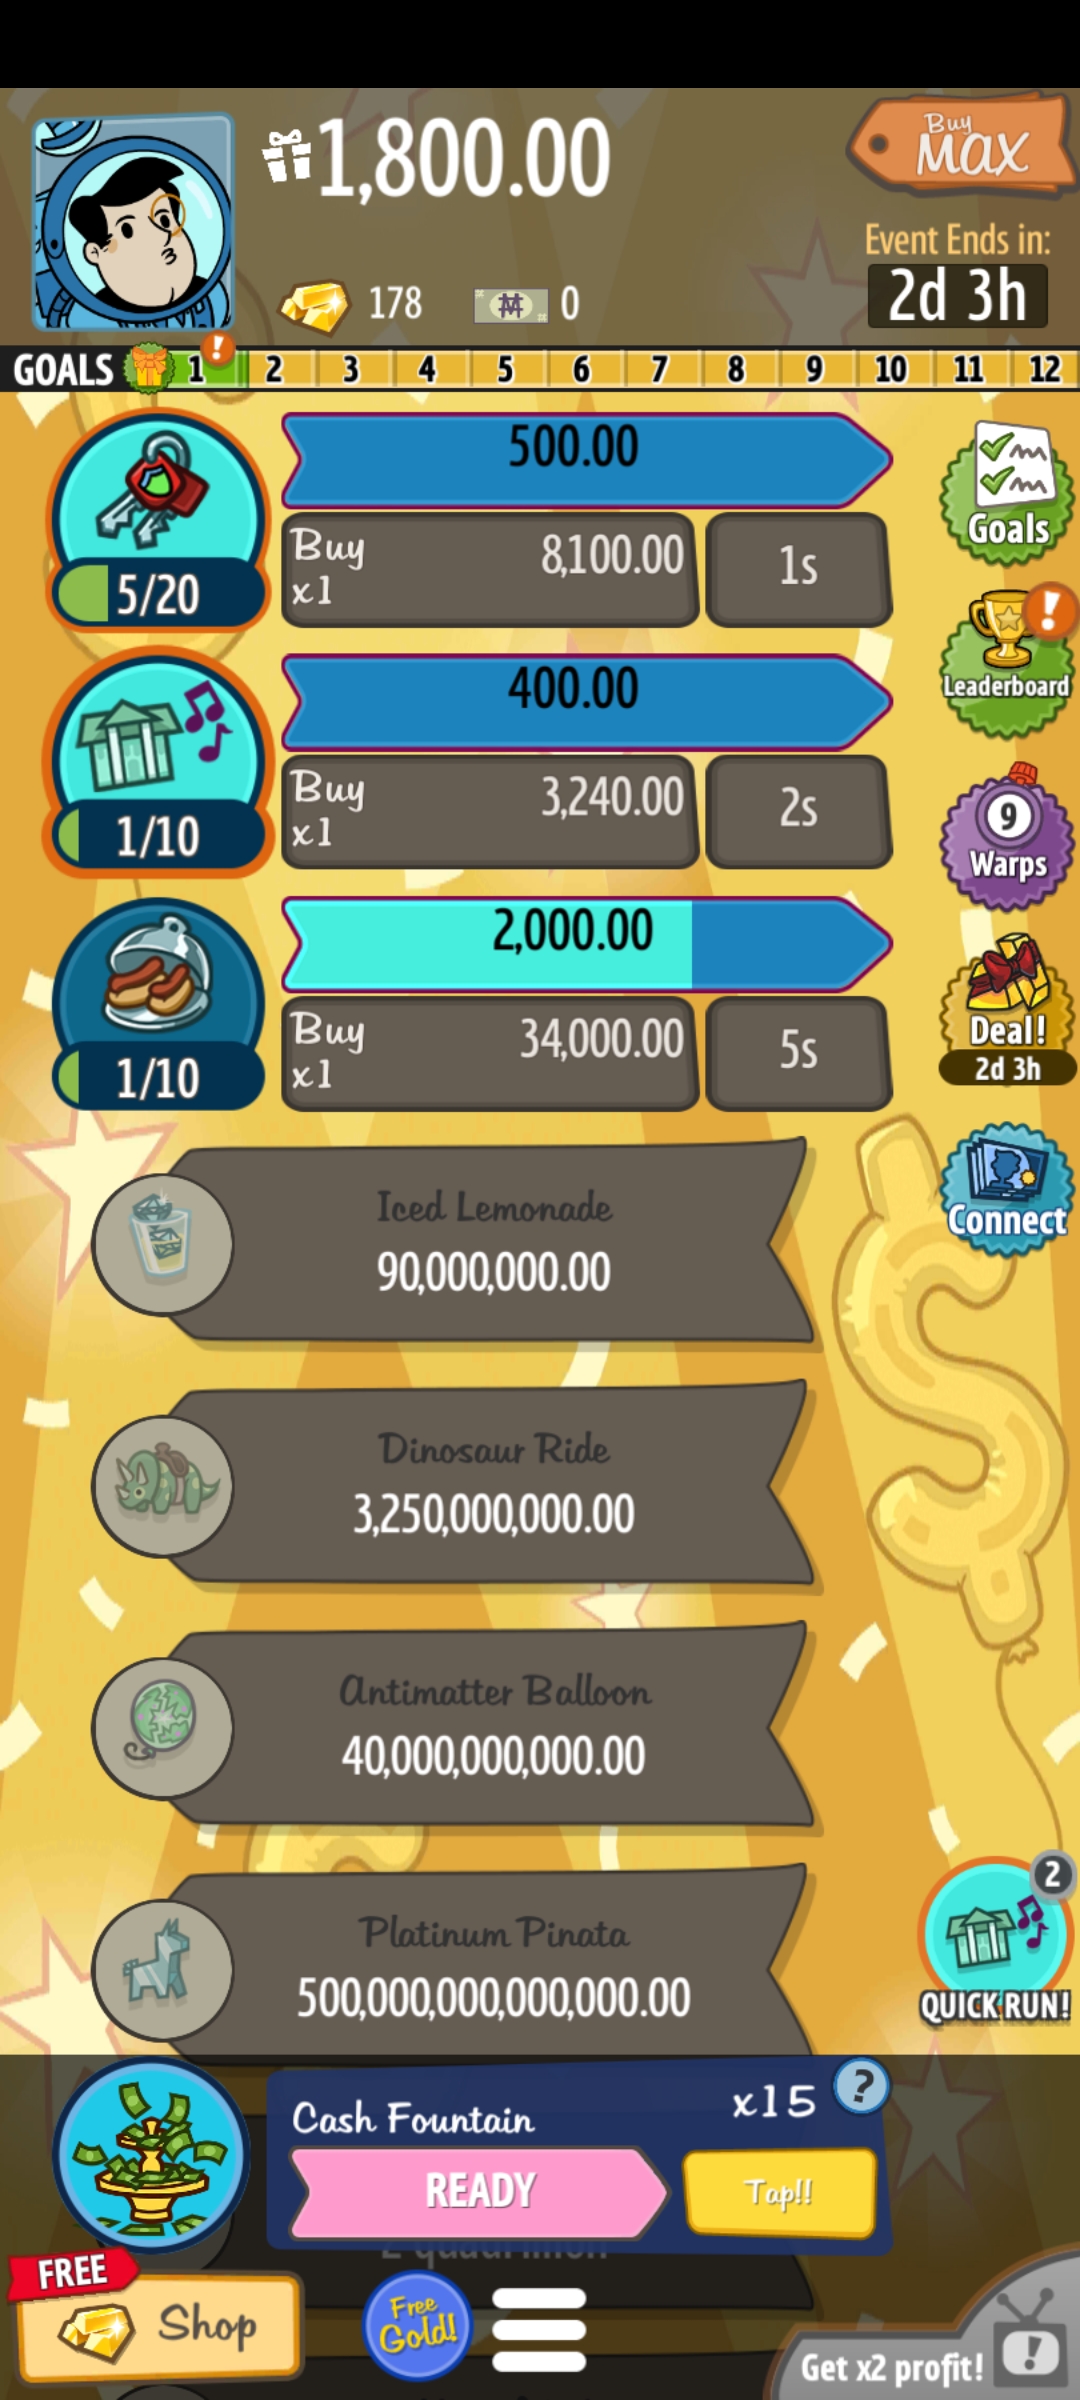 1,800.00
Buy
MAX
Event Ends in:
2d 3h
178
0
GOALS 1 ! 2 3 4 5 6 7 8 9 10 11 12
500.00
Buy
x1
8,100.00
1s
5/20
Goals
400.00
Buy
x1
3,240.00
2s
1/10
!
Leaderboard
9
Warps
2,000.00
Buy
x1
34,000.00
5s
1/10
Deal!
2d 3h
Iced Lemonade
90,000,000.00
Connect
Dinosaur Ride
3,250,000,000.00
Antimatter Balloon
40,000,000,000.00
Platinum Pinata
500,000,000,000,000.00
2
QUICK RUN!
Cash Fountain
x15
?
READY
Tap!!
FREE
Shop
Free
Gold!
Get x2 profit!
!